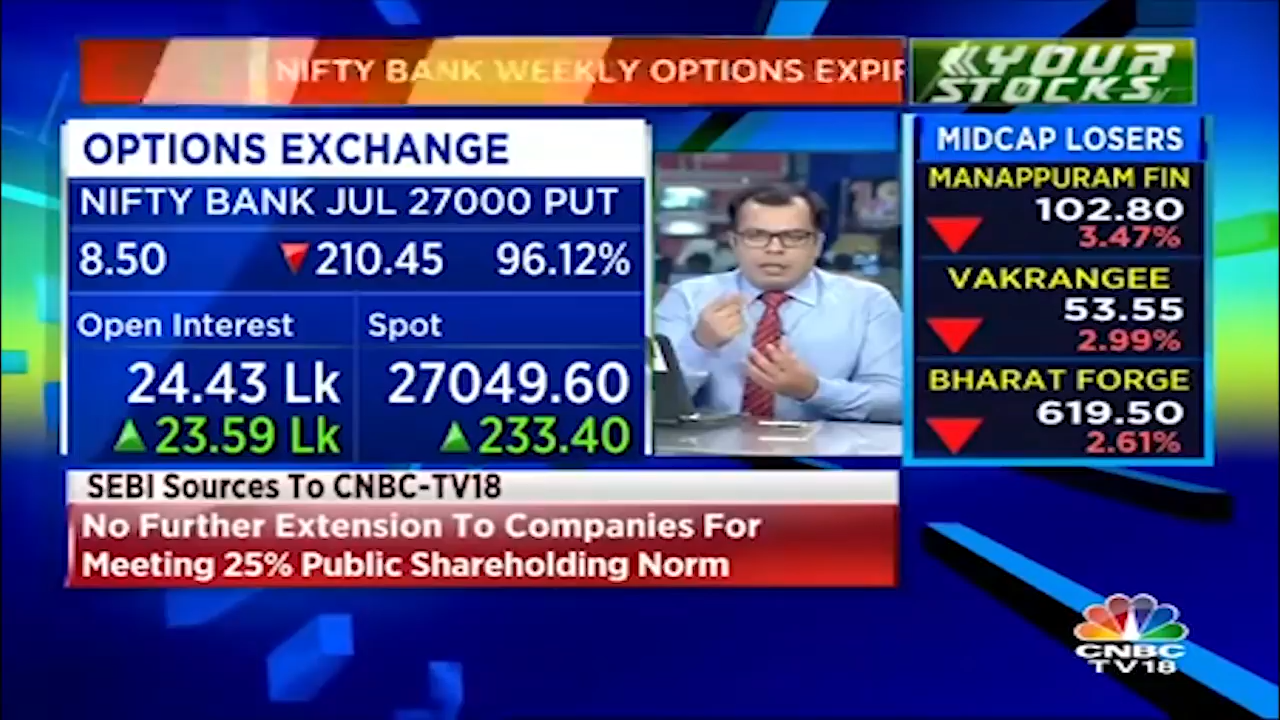 NIFTY BANK WEEKLY OPTIONS EXPIR
YOUR
STOCKS
OPTIONS EXCHANGE
NIFTY BANK JUL 27000 PUT
8.50 ▼210.45 96.12%
Open Interest Spot
24.43 Lk 27049.60
▲23.59 Lk ▲233.40
MIDCAP LOSERS
MANAPPURAM FIN
102.80
▼ 3.47%
VAKRANGEE
53.55
▼ 2.99%
BHARAT FORGE
619.50
▼ 2.61%
SEBI Sources To CNBC-TV18
No Further Extension To Companies For
Meeting 25% Public Shareholding Norm
CNBC
TV18